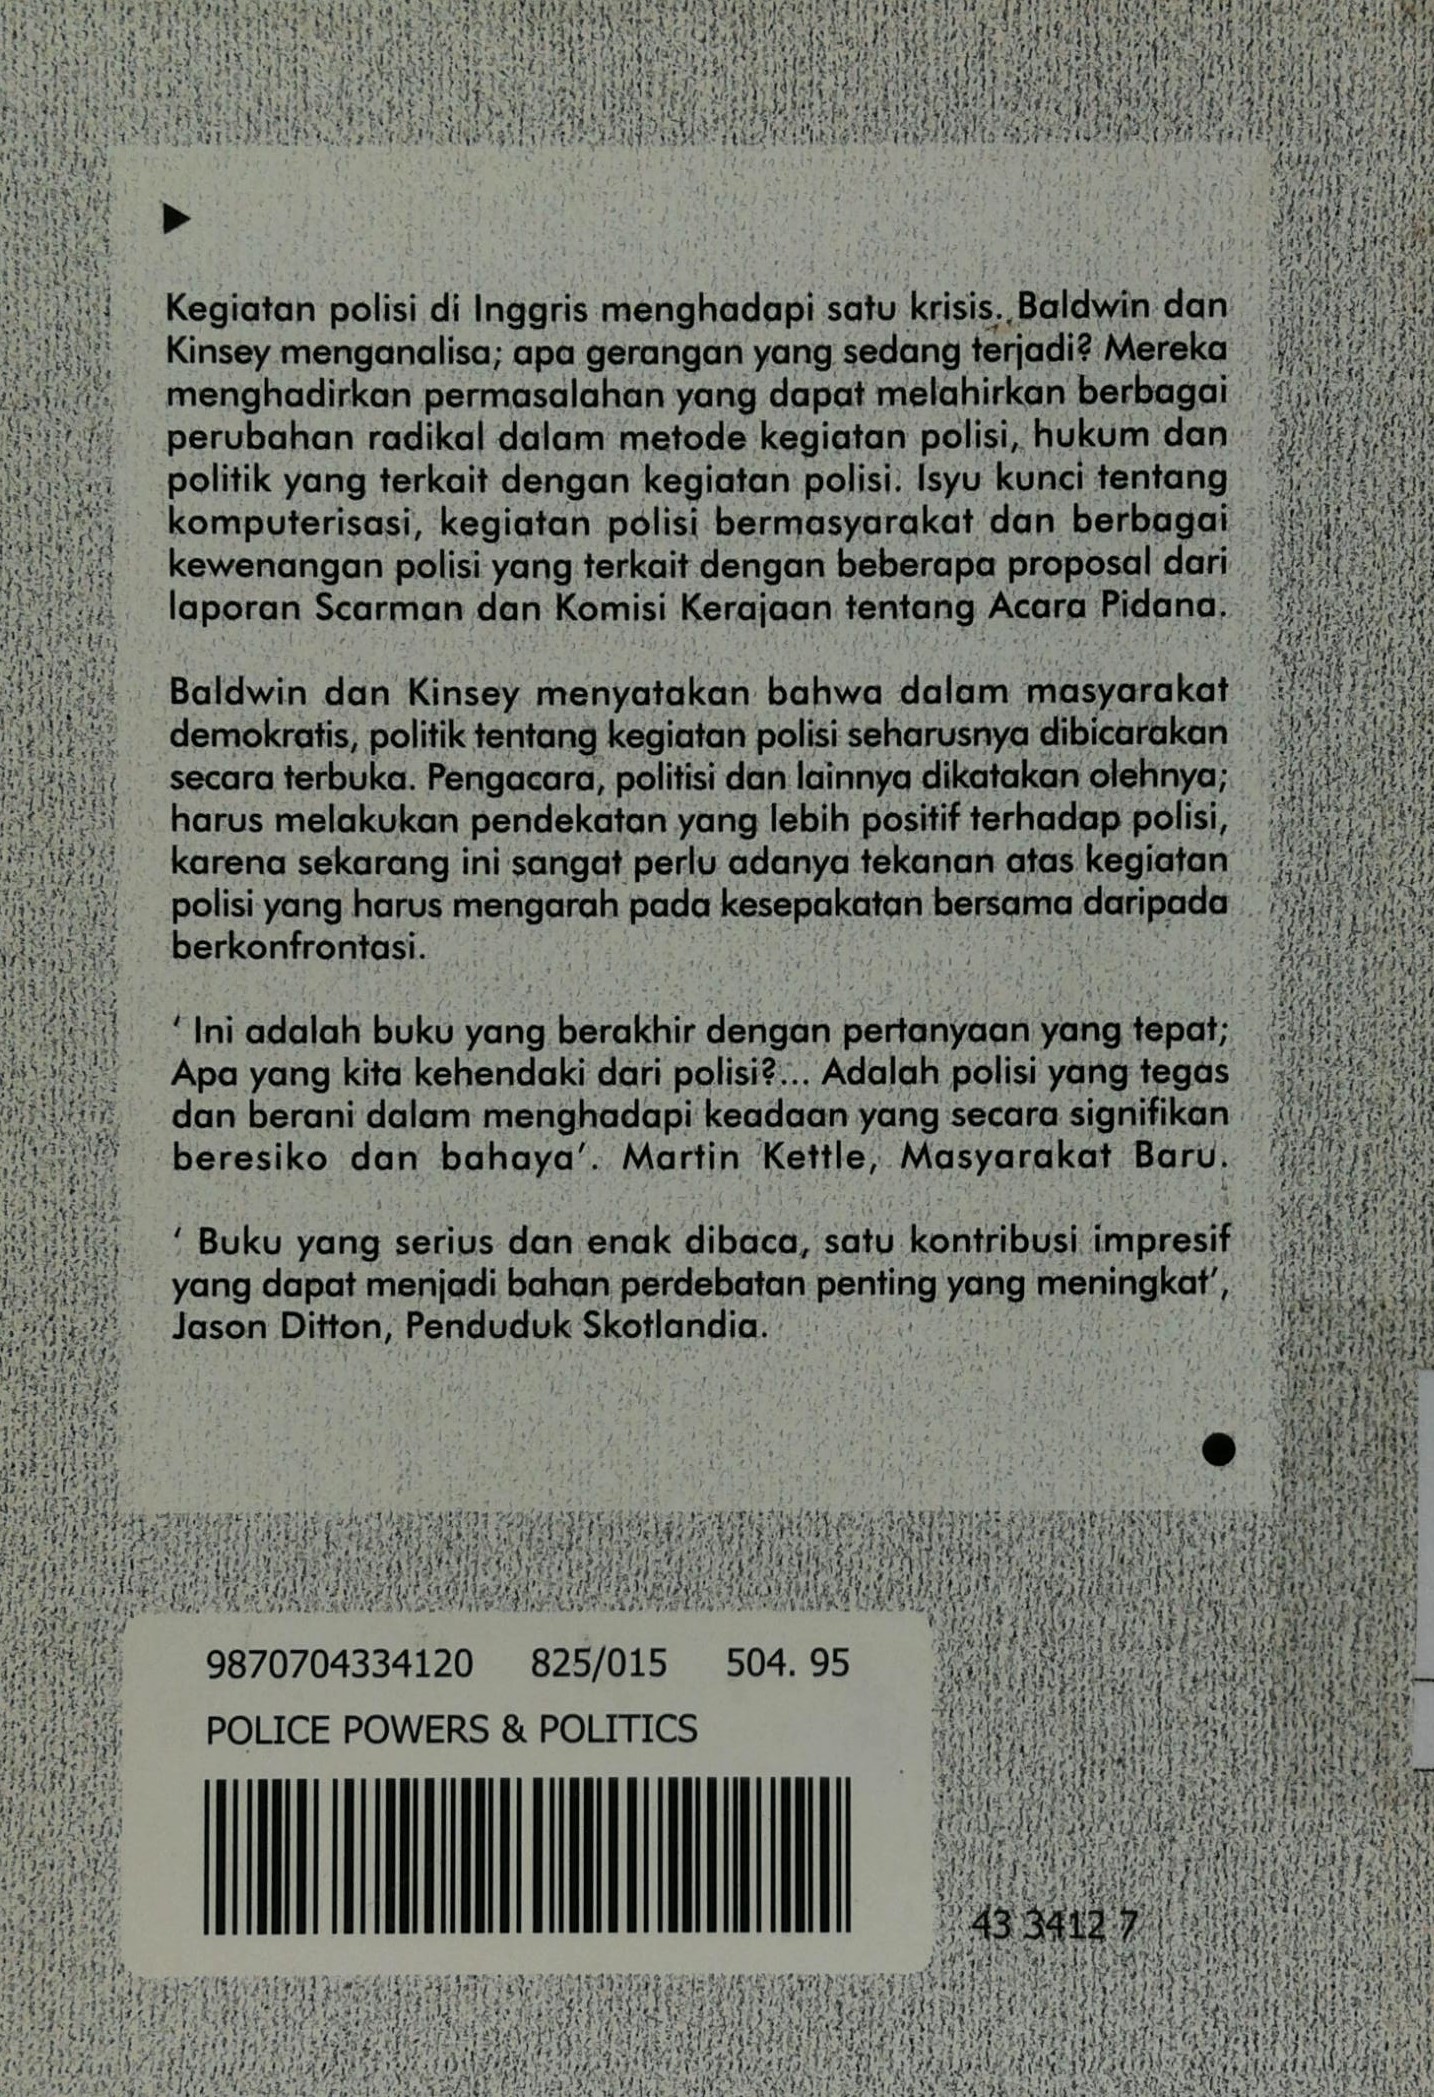 Kegiatan polisi di Inggris menghadapi satu krisis. Baldwin dan
Kinsey menganalisa; apa gerangan yang sedang terjadi? Mereka
menghadirkan permasalahan yang dapat melahirkan berbagai
perubahan radikal dalam metode kegiatan polisi, hukum dan
politik yang terkait dengan kegiatan polisi. Isyu kunci tentang
komputerisasi, kegiatan polisi bermasyarakat dan berbagai
kewenangan polisi yang terkait dengan beberapa proposal dari
laporan Scarman dan Komisi Kerajaan tentang Acara Pidana.
Baldwin dan Kinsey menyatakan bahwa dalam masyarakat
demokratis, politik tentang kegiatan polisi seharusnya dibicarakan
secara terbuka. Pengacara, politisi dan lainnya dikatakan olehnya;
harus melakukan pendekatan yang lebih positif terhadap polisi,
karena sekarang ini sangat perlu adanya tekanan atas kegiatan
polisi yang harus mengarah pada kesepakatan bersama daripada
berkonfrontasi.
‘ Ini adalah buku yang berakhir dengan pertanyaan yang tepat;
Apa yang kita kehendaki dari polisi?... Adalah polisi yang tegas
dan berani dalam menghadapi keadaan yang secara signifikan
beresiko dan bahaya’. Martin Kettle, Masyarakat Baru.
‘ Buku yang serius dan enak dibaca, satu kontribusi impresif
yang dapat menjadi bahan perdebatan penting yang meningkat’,
Jason Ditton, Penduduk Skotlandia.
9870704334120 825/015 504. 95
POLICE POWERS & POLITICS
43 3412 7